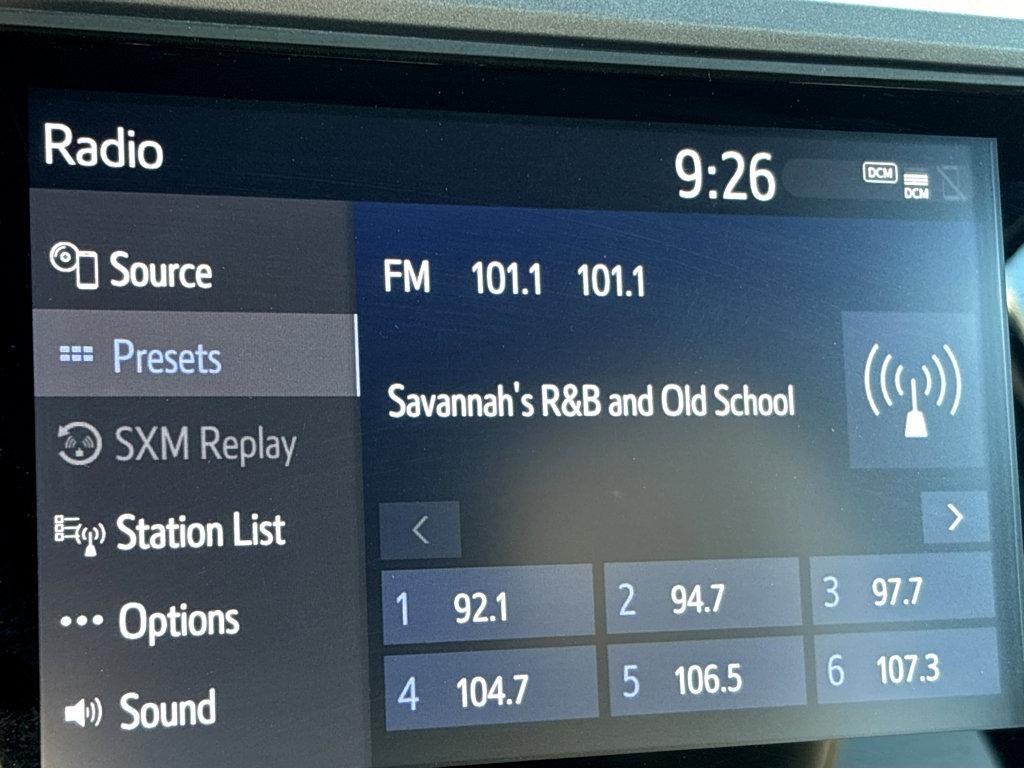 Radio
9:26
DCM
DCM
Source
FM 101.1 101.1
Presets
Savannah's R&B and Old School
SXM Replay
Station List
<
>
1 92.1
2 94.7
3 97.7
Options
4 104.7
5 106.5
6 107.3
Sound